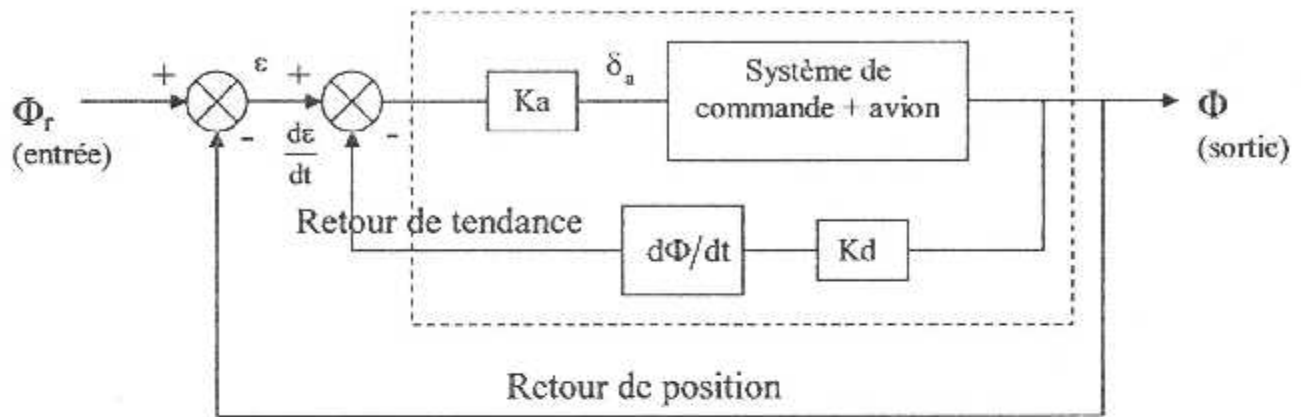 Système de
commande + avion
+
ε
+
Ka
δa
Φr
(entrée)
-
dε
dt
-
Φ
(sortie)
Retour de tendance
dΦ/dt
Kd
Retour de position